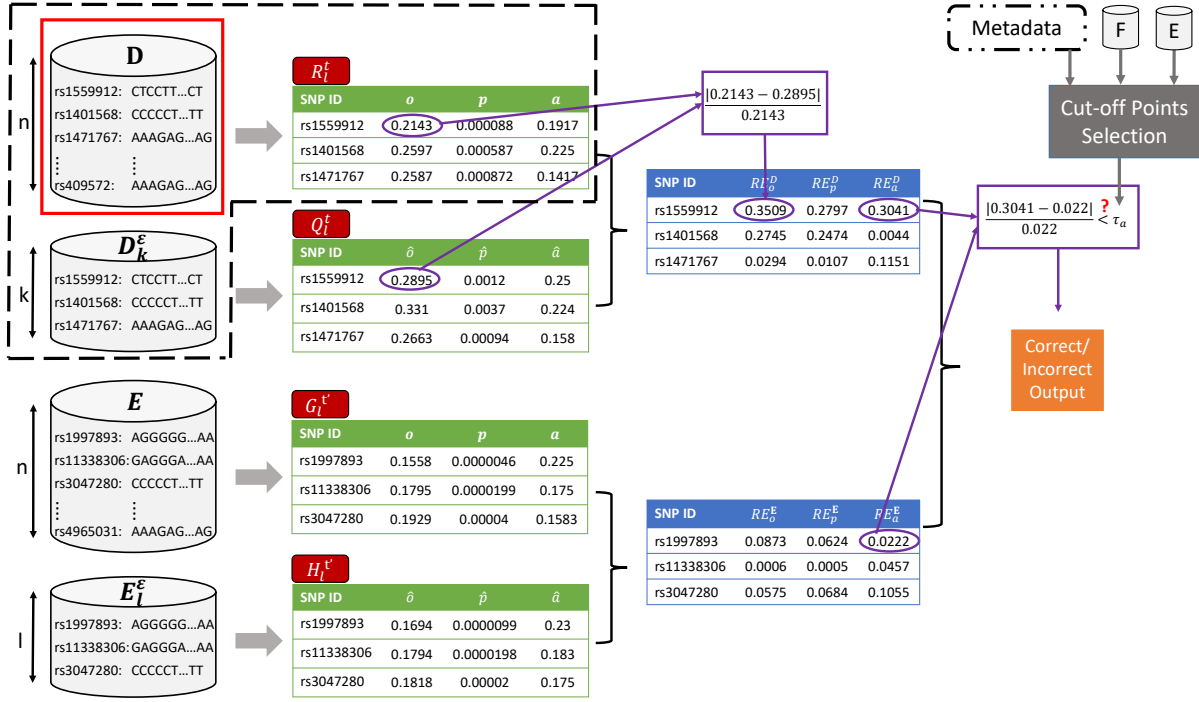 D
n
rs1559912: CTCCTT...CT
rs1401568: CCCCCT...TT
rs1471767: AAAGAG...AG
⋮ ⋮
rs409572: AAAGAG...AG
R_l^t
SNP ID o p a
rs1559912 0.2143 0.000088 0.1917
rs1401568 0.2597 0.000587 0.225
rs1471767 0.2587 0.000872 0.1417
D_k^ε
k
rs1559912: CTCCTT...CT
rs1401568: CCCCCT...TT
rs1471767: AAAGAG...AG
Q_l^t
SNP ID ô p̂ â
rs1559912 0.2895 0.0012 0.25
rs1401568 0.331 0.0037 0.224
rs1471767 0.2663 0.00094 0.158
E
n
rs1997893: AGGGGG...AA
rs11338306: GAGGGA...AA
rs3047280: CCCCCT...TT
⋮ ⋮
rs4965031: AAAGAG...AG
G_l^t'
SNP ID o p a
rs1997893 0.1558 0.0000046 0.225
rs11338306 0.1795 0.0000199 0.175
rs3047280 0.1929 0.00004 0.1583
E_l^ε
l
rs1997893: AGGGGG...AA
rs11338306: GAGGGA...AA
rs3047280: CCCCCT...TT
H_l^t'
SNP ID ô p̂ â
rs1997893 0.1694 0.0000099 0.23
rs11338306 0.1794 0.0000198 0.183
rs3047280 0.1818 0.00002 0.175
|0.2143 − 0.2895|
0.2143
SNP ID RE_o^D RE_p^D RE_a^D
rs1559912 0.3509 0.2797 0.3041
rs1401568 0.2745 0.2474 0.0044
rs1471767 0.0294 0.0107 0.1151
SNP ID RE_o^E RE_p^E RE_a^E
rs1997893 0.0873 0.0624 0.0222
rs11338306 0.0006 0.0005 0.0457
rs3047280 0.0575 0.0684 0.1055
Metadata
F
E
Cut-off Points
Selection
|0.3041 − 0.022| ?
< τ_a
0.022
Correct/
Incorrect
Output